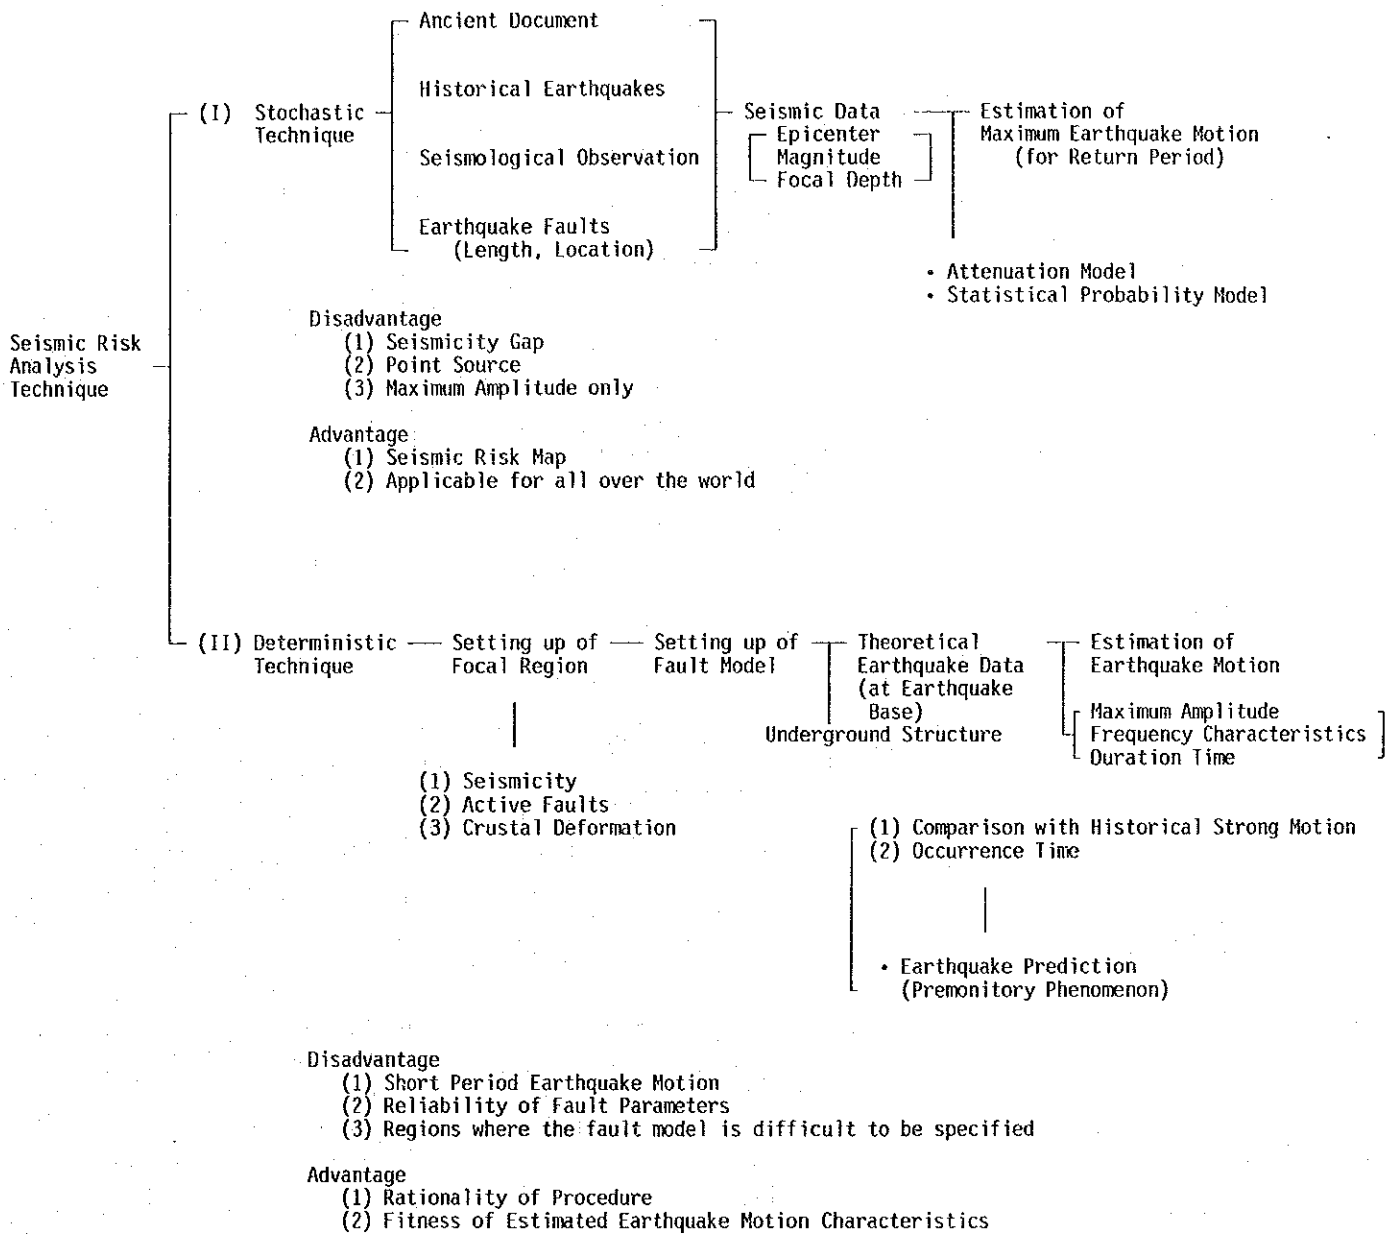 Seismic Risk
Analysis
Technique
(I) Stochastic
Technique
Ancient Document
Historical Earthquakes
Seismological Observation
Earthquake Faults
(Length, Location)
Seismic Data
Epicenter
Magnitude
Focal Depth
Estimation of
Maximum Earthquake Motion
(for Return Period)
• Attenuation Model
• Statistical Probability Model
Disadvantage
(1) Seismicity Gap
(2) Point Source
(3) Maximum Amplitude only
Advantage
(1) Seismic Risk Map
(2) Applicable for all over the world
(II) Deterministic
Technique
Setting up of
Focal Region
(1) Seismicity
(2) Active Faults
(3) Crustal Deformation
Setting up of
Fault Model
Theoretical
Earthquake Data
(at Earthquake
Base)
Underground Structure
Estimation of
Earthquake Motion
Maximum Amplitude
Frequency Characteristics
Duration Time
(1) Comparison with Historical Strong Motion
(2) Occurrence Time
• Earthquake Prediction
(Premonitory Phenomenon)
Disadvantage
(1) Short Period Earthquake Motion
(2) Reliability of Fault Parameters
(3) Regions where the fault model is difficult to be specified
Advantage
(1) Rationality of Procedure
(2) Fitness of Estimated Earthquake Motion Characteristics